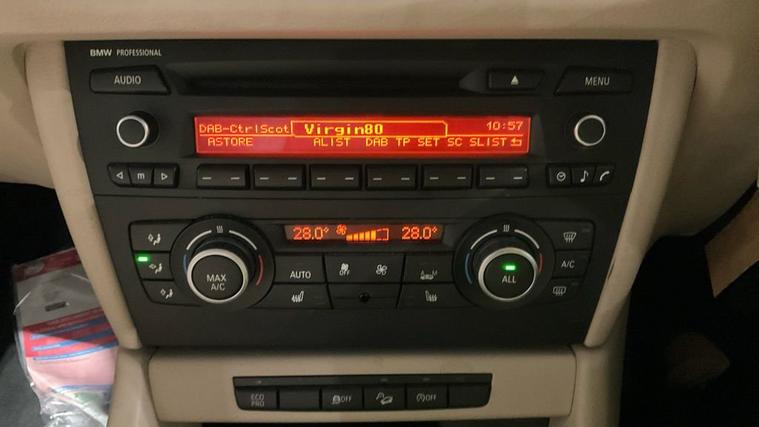 BMW PROFESSIONAL
AUDIO
MENU
DAB-CtrlScot Virgin80 10:57
ASTORE ALIST DAB TP SET SC SLIST
m
28.0° 28.0°
MAX A/C
AUTO
OFF
ALL
A/C
ECO PRO
OFF
OFF